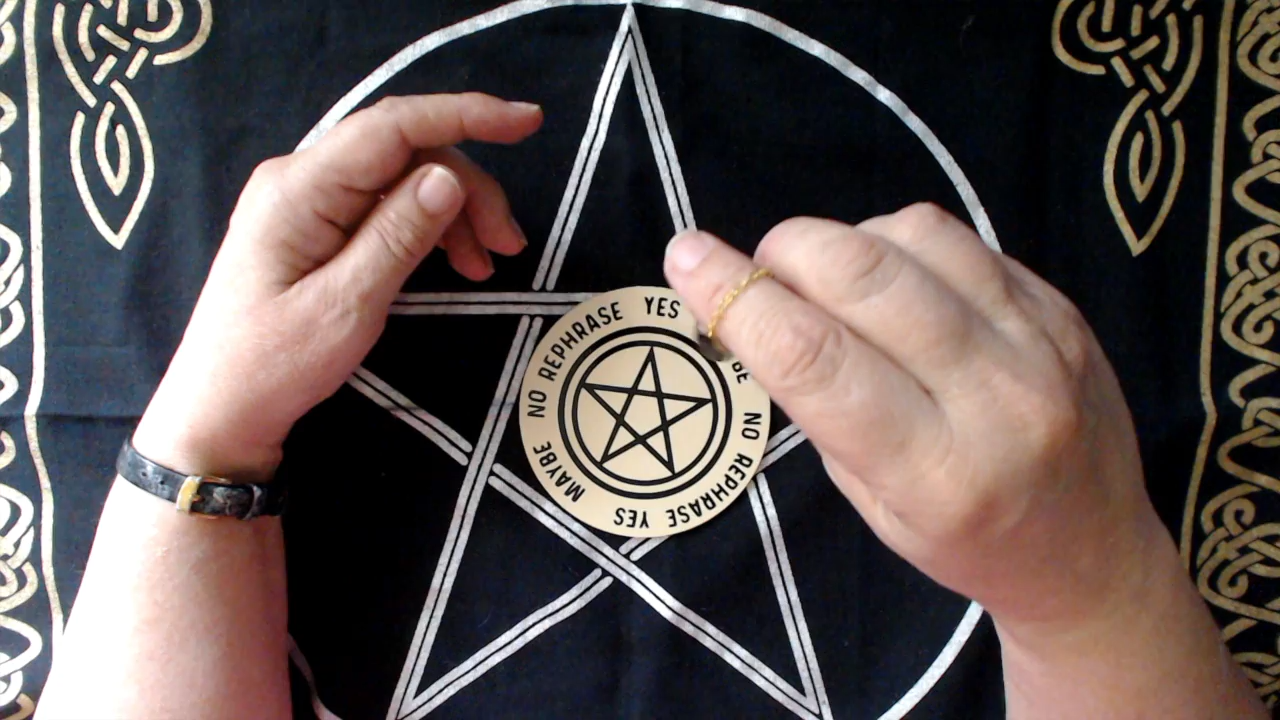 YES
NO
REPHRASE
YES
MAYBE
NO
REPHRASE